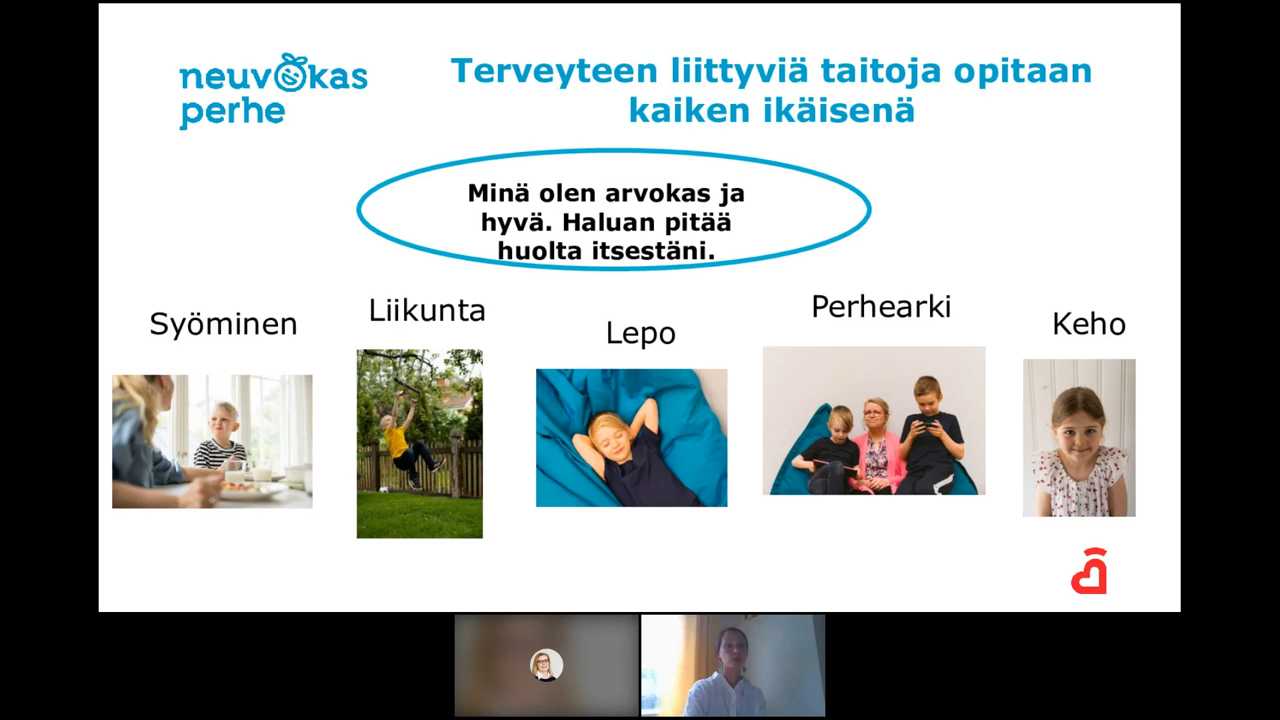 neuvokas
perhe
Terveyteen liittyviä taitoja opitaan
kaiken ikäisenä
Minä olen arvokas ja
hyvä. Haluan pitää
huolta itsestäni.
Syöminen
Liikunta
Lepo
Perhearki
Keho